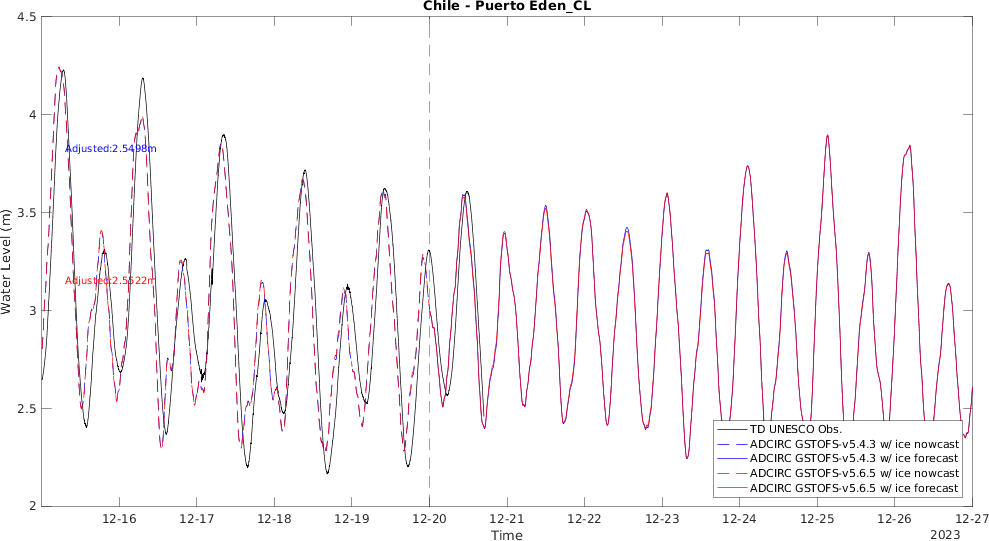 Chile - Puerto Eden_CL
4.5
4
3.5
3
2.5
2
Water Level (m)
Adjusted:2.5498m
Adjusted:2.5522m
TD UNESCO Obs.
ADCIRC GSTOFS-v5.4.3 w/ ice nowcast
ADCIRC GSTOFS-v5.4.3 w/ ice forecast
ADCIRC GSTOFS-v5.6.5 w/ ice nowcast
ADCIRC GSTOFS-v5.6.5 w/ ice forecast
12-16 12-17 12-18 12-19 12-20 12-21 12-22 12-23 12-24 12-25 12-26 12-27
Time
2023